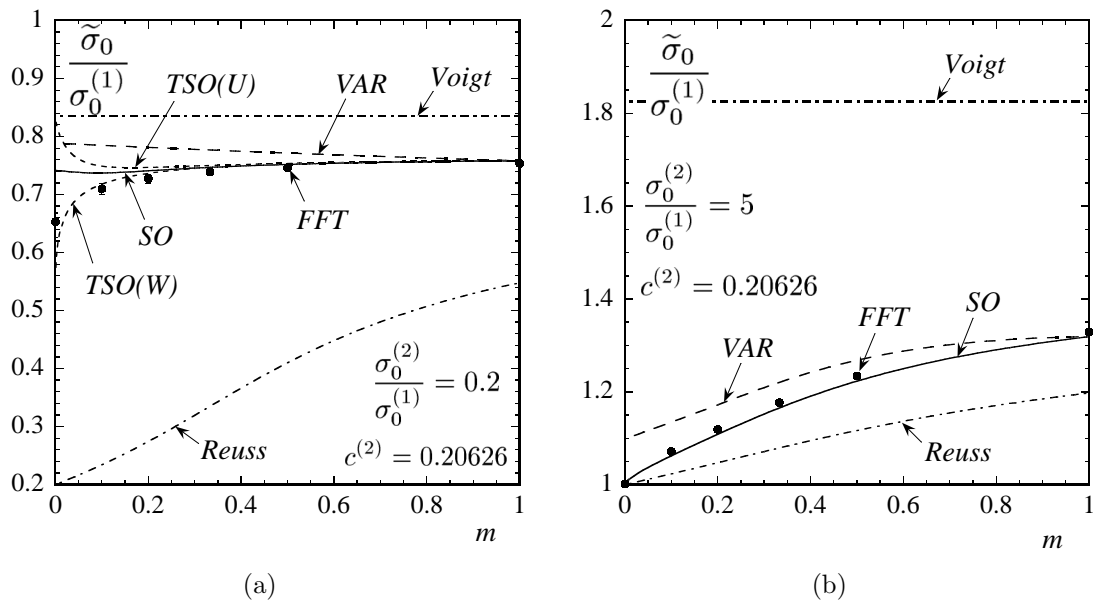 1
0.9
0.8
0.7
0.6
0.5
0.4
0.3
0.2
0
0.2
0.4
0.6
0.8
1
m
σ̃₀ / σ₀⁽¹⁾
TSO(U)
VAR
Voigt
SO
FFT
TSO(W)
Reuss
σ₀⁽²⁾ / σ₀⁽¹⁾ = 0.2
c⁽²⁾ = 0.20626
(a)
2
1.8
1.6
1.4
1.2
1
0
0.2
0.4
0.6
0.8
1
m
σ̃₀ / σ₀⁽¹⁾
Voigt
σ₀⁽²⁾ / σ₀⁽¹⁾ = 5
c⁽²⁾ = 0.20626
VAR
FFT
SO
Reuss
(b)